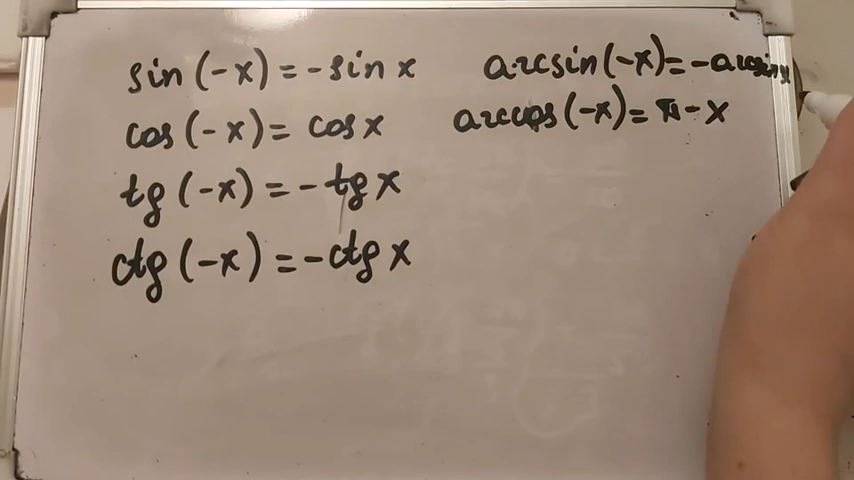 sin(-x)=-sin x
cos(-x)= cos x
tg(-x)=-tg x
ctg(-x)=-ctg x
arcsin(-x)=-arcsin x
arccos(-x)=π-x